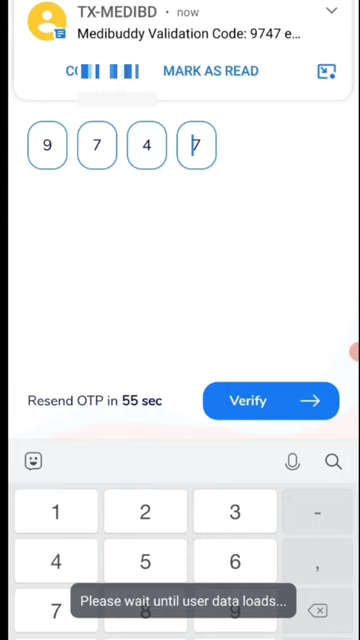 TX-MEDIBD • now
Medibuddy Validation Code: 9747 e...
MARK AS READ
9 7 4 7
Resend OTP in 55 sec
Verify
1 2 3 -
4 5 6 ,
Please wait until user data loads...
7 8 9